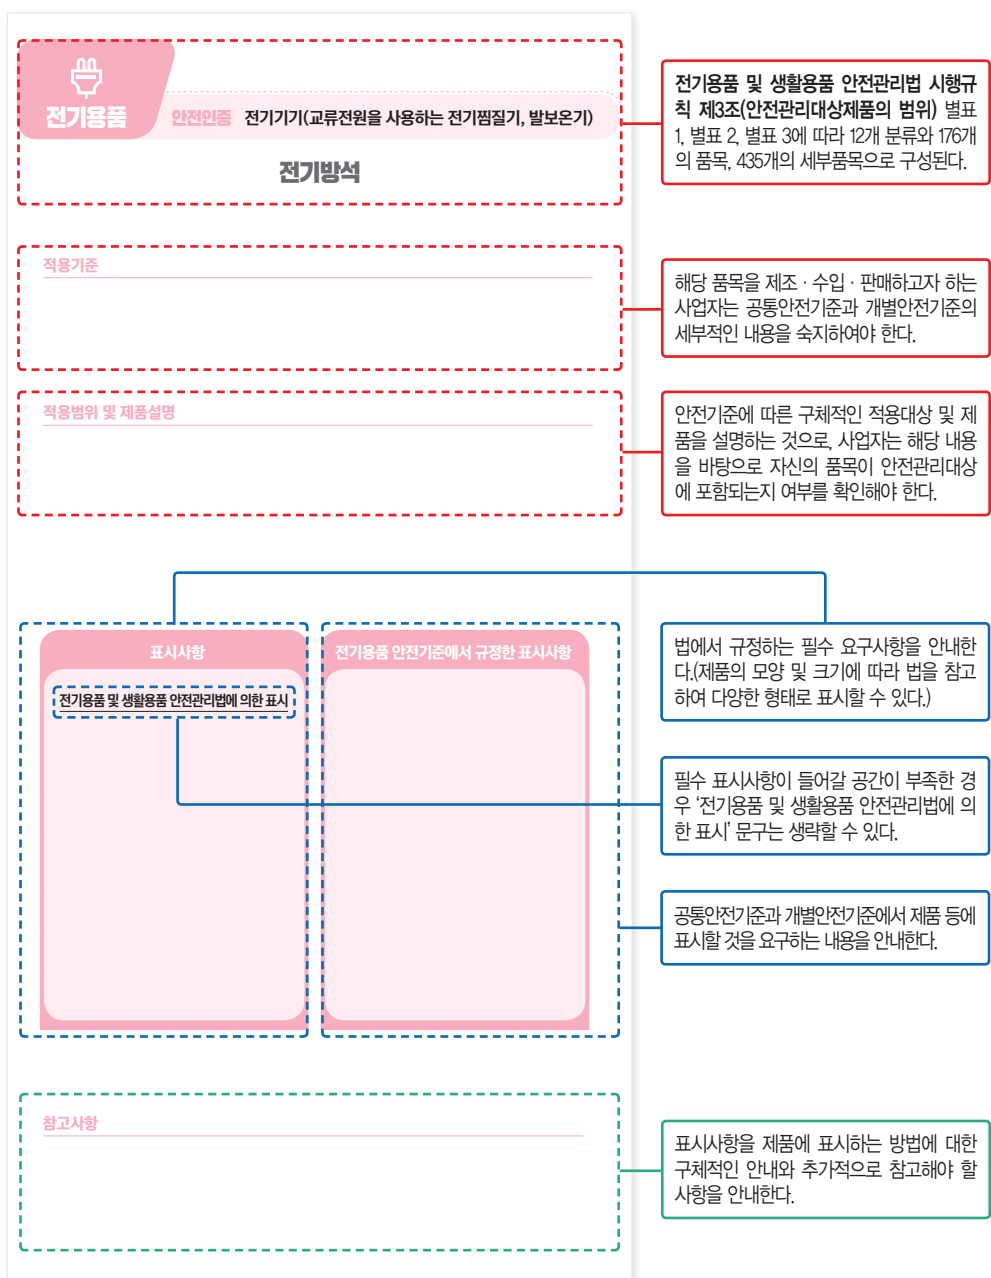 전기용품
안전인증 전기기기(교류전원을 사용하는 전기찜질기, 발보온기)
전기방석
전기용품 및 생활용품 안전관리법 시행규
칙 제3조(안전관리대상제품의 범위) 별표
1, 별표 2, 별표 3에 따라 12개 분류와 176개
의 품목, 435개의 세부품목으로 구성된다.
적용기준
해당 품목을 제조 · 수입 · 판매하고자 하는
사업자는 공통안전기준과 개별안전기준의
세부적인 내용을 숙지하여야 한다.
적용범위 및 제품설명
안전기준에 따른 구체적인 적용대상 및 제
품을 설명하는 것으로, 사업자는 해당 내용
을 바탕으로 자신의 품목이 안전관리대상
에 포함되는지 여부를 확인해야 한다.
표시사항
전기용품 및 생활용품 안전관리법에 의한 표시
전기용품 안전기준에서 규정한 표시사항
법에서 규정하는 필수 요구사항을 안내한
다.(제품의 모양 및 크기에 따라 법을 참고
하여 다양한 형태로 표시할 수 있다.)
필수 표시사항이 들어갈 공간이 부족한 경
우 ‘전기용품 및 생활용품 안전관리법에 의
한 표시’ 문구는 생략할 수 있다.
공통안전기준과 개별안전기준에서 제품 등에
표시할 것을 요구하는 내용을 안내한다.
참고사항
표시사항을 제품에 표시하는 방법에 대한
구체적인 안내와 추가적으로 참고해야 할
사항을 안내한다.